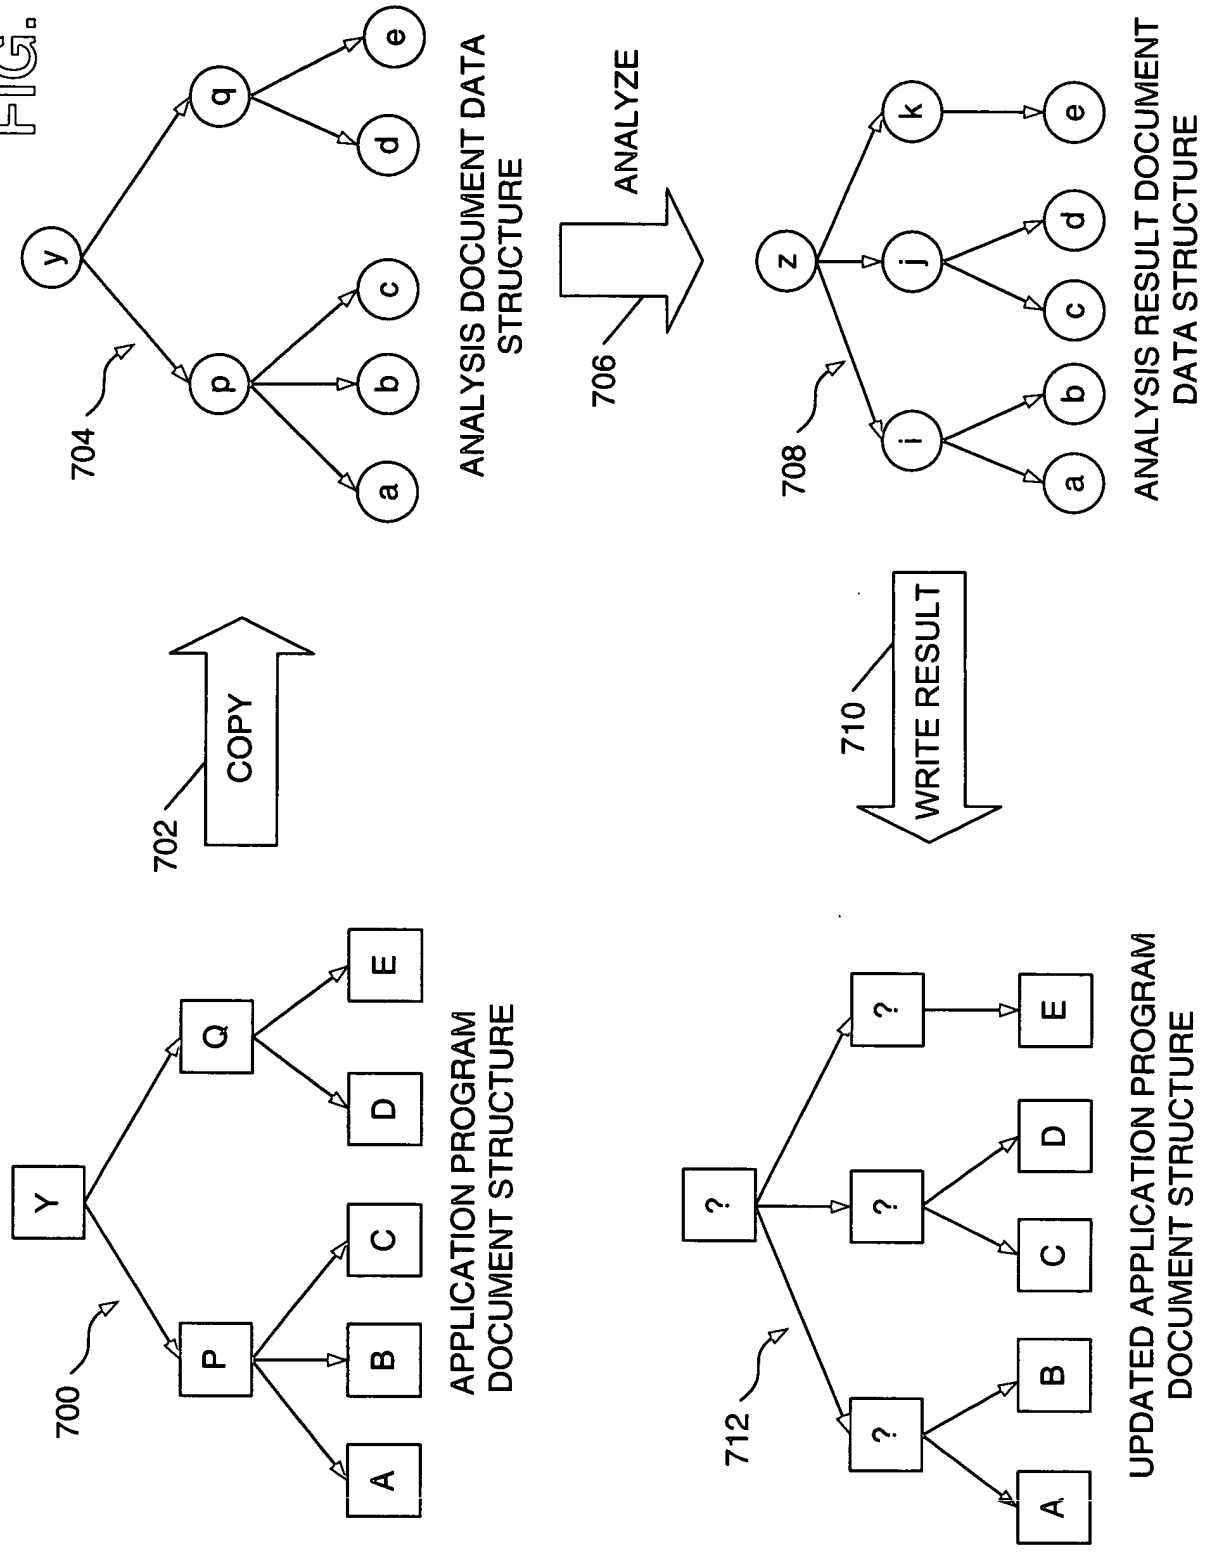 FIG.
700
Y
P
Q
A
B
C
D
E
APPLICATION PROGRAM
DOCUMENT STRUCTURE
702
COPY
704
y
p
q
a
b
c
d
e
ANALYSIS DOCUMENT DATA
STRUCTURE
706
ANALYZE
708
z
i
j
k
a
b
c
d
e
ANALYSIS RESULT DOCUMENT
DATA STRUCTURE
710
WRITE RESULT
712
?
?
?
?
A
B
C
D
E
UPDATED APPLICATION PROGRAM
DOCUMENT STRUCTURE